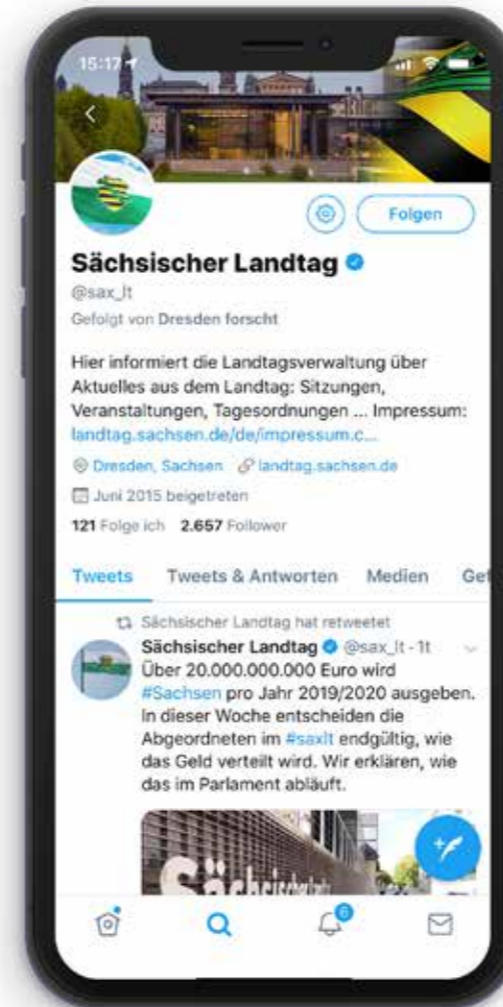 15:17
Folgen
Sächsischer Landtag
@sax_lt
Gefolgt von Dresden forscht
Hier informiert die Landtagsverwaltung über
Aktuelles aus dem Landtag: Sitzungen,
Veranstaltungen, Tagesordnungen ... Impressum:
landtag.sachsen.de/de/impressum.c...
Dresden, Sachsen landtag.sachsen.de
Juni 2015 beigetreten
121 Folge ich 2.657 Follower
Tweets Tweets & Antworten Medien Gef
Sächsischer Landtag hat retweetet
Sächsischer Landtag @sax_lt · 1t
Über 20.000.000.000 Euro wird
#Sachsen pro Jahr 2019/2020 ausgeben.
In dieser Woche entscheiden die
Abgeordneten im #saxlt endgültig, wie
das Geld verteilt wird. Wir erklären, wie
das im Parlament abläuft.
6